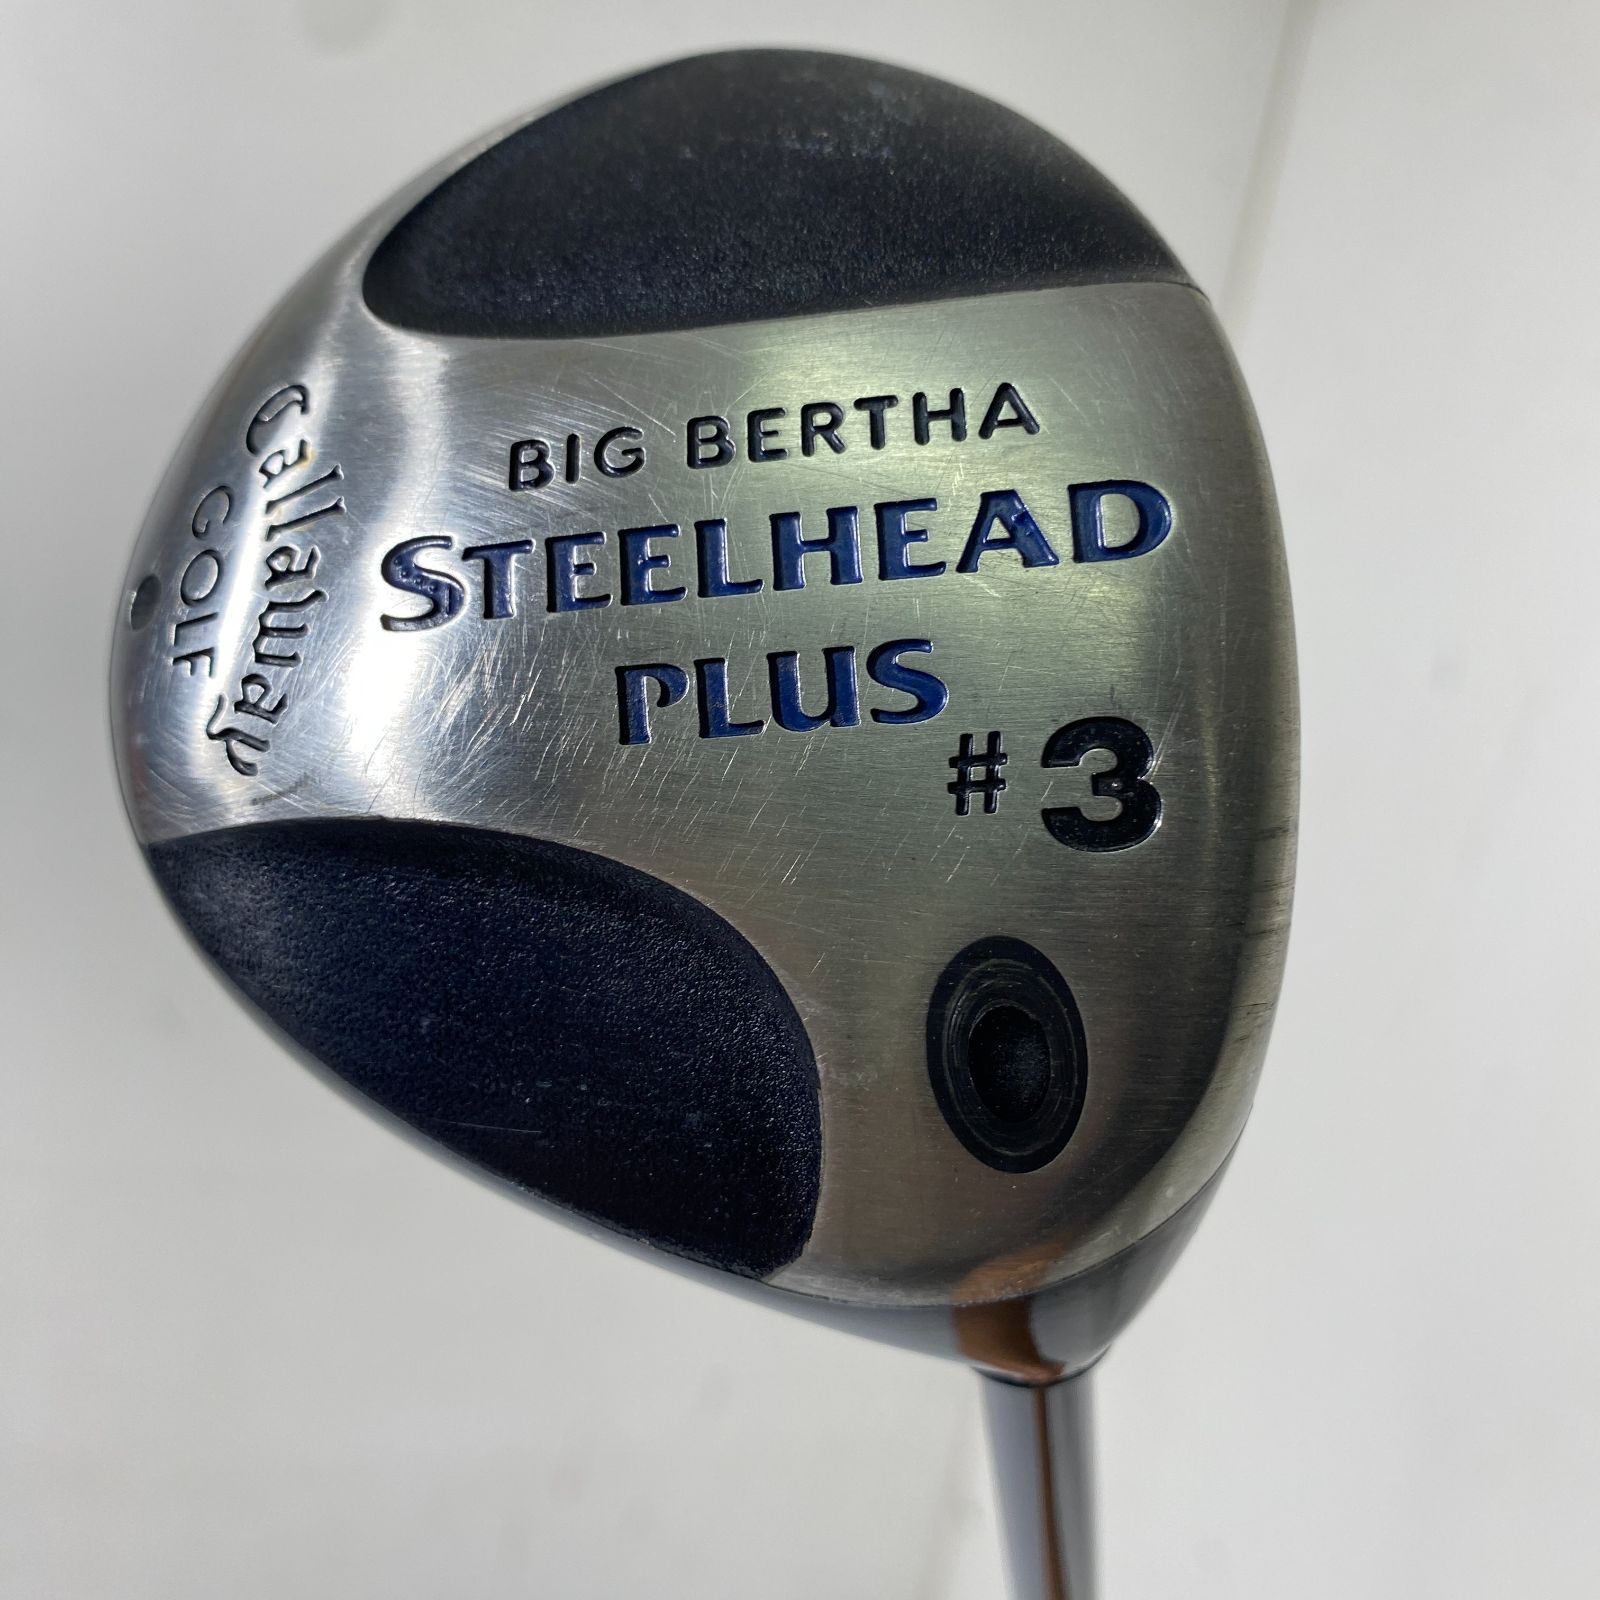 BIG BERTHA
STEELHEAD
PLUS
#3
Callaway
GOLF